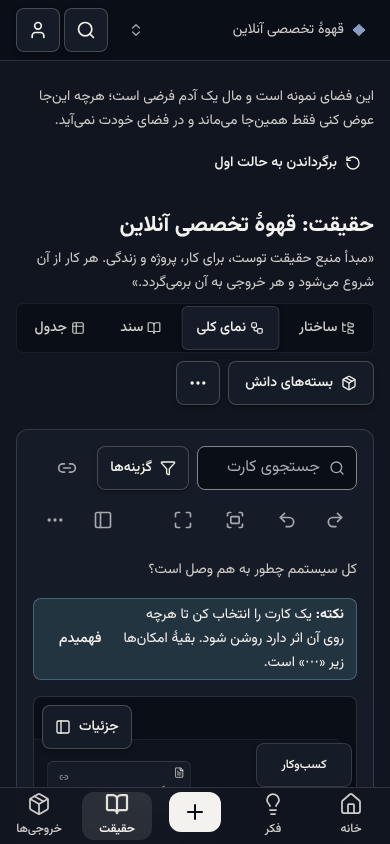 قهوهٔ تخصصی آنلاین
این فضای نمونه است و مال یک آدم فرضی است؛ هرچه این‌جا
عوض کنی فقط همین‌جا می‌ماند و در فضای خودت نمی‌آید.
برگرداندن به حالت اول
حقیقت: قهوهٔ تخصصی آنلاین
«مبدأ منبع حقیقت توست، برای کار، پروژه و زندگی. هر کار از آن
شروع می‌شود و هر خروجی به آن برمی‌گردد.»
ساختار
نمای کلی
سند
جدول
بسته‌های دانش
جستجوی کارت
گزینه‌ها
کل سیستمم چطور به هم وصل است؟
نکته: یک کارت را انتخاب کن تا هرچه
روی آن اثر دارد روشن شود. بقیهٔ امکان‌ها
زیر «⋯» است.
فهمیدم
جزئیات
کسب‌وکار
خانه
فکر
حقیقت
خروجی‌ها